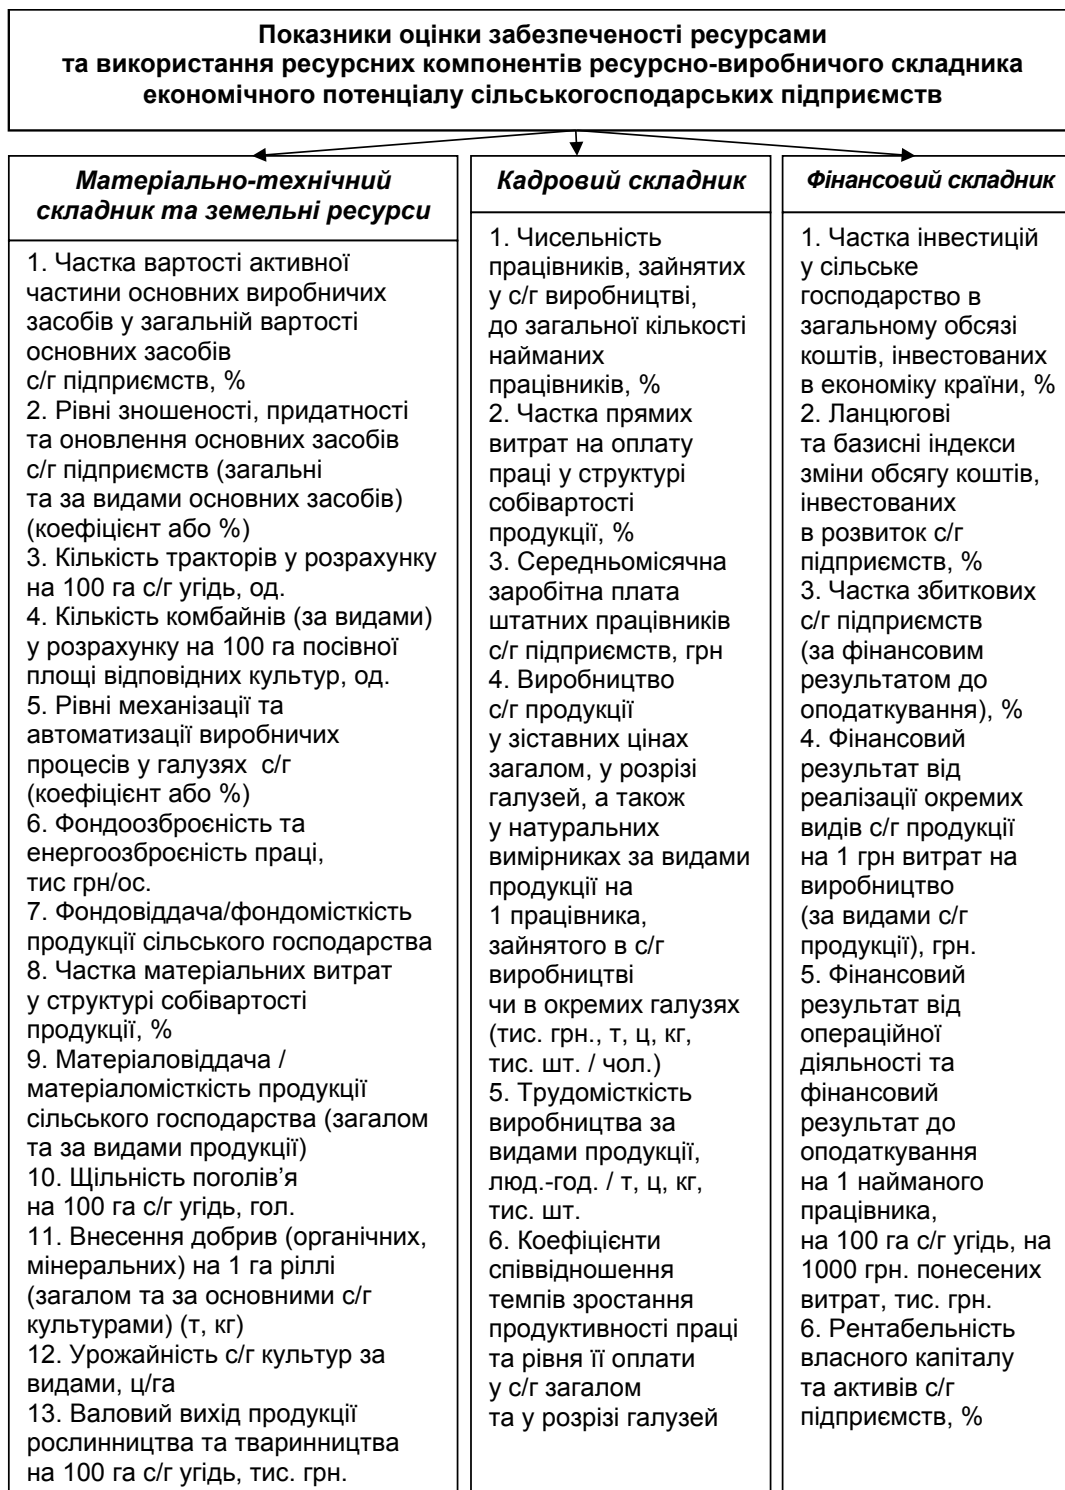 Показники оцінки забезпеченості ресурсами
та використання ресурсних компонентів ресурсно-виробничого складника
економічного потенціалу сільськогосподарських підприємств
Матеріально-технічний
складник та земельні ресурси
1. Частка вартості активної
частини основних виробничих
засобів у загальній вартості
основних засобів
с/г підприємств, %
2. Рівні зношеності, придатності
та оновлення основних засобів
с/г підприємств (загальні
та за видами основних засобів)
(коефіцієнт або %)
3. Кількість тракторів у розрахунку
на 100 га с/г угідь, од.
4. Кількість комбайнів (за видами)
у розрахунку на 100 га посівної
площі відповідних культур, од.
5. Рівні механізації та
автоматизації виробничих
процесів у галузях с/г
(коефіцієнт або %)
6. Фондоозброєність та
енергоозброєність праці,
тис грн/ос.
7. Фондовіддача/фондомісткість
продукції сільського господарства
8. Частка матеріальних витрат
у структурі собівартості
продукції, %
9. Матеріаловіддача /
матеріаломісткість продукції
сільського господарства (загалом
та за видами продукції)
10. Щільність поголів’я
на 100 га с/г угідь, гол.
11. Внесення добрив (органічних,
мінеральних) на 1 га ріллі
(загалом та за основними с/г
культурами) (т, кг)
12. Урожайність с/г культур за
видами, ц/га
13. Валовий вихід продукції
рослинництва та тваринництва
на 100 га с/г угідь, тис. грн.
Кадровий складник
1. Чисельність
працівників, зайнятих
у с/г виробництві,
до загальної кількості
найманих
працівників, %
2. Частка прямих
витрат на оплату
праці у структурі
собівартості
продукції, %
3. Середньомісячна
заробітна плата
штатних працівників
с/г підприємств, грн
4. Виробництво
с/г продукції
у зіставних цінах
загалом, у розрізі
галузей, а також
у натуральних
вимірниках за видами
продукції на
1 працівника,
зайнятого в с/г
виробництві
чи в окремих галузях
(тис. грн., т, ц, кг,
тис. шт. / чол.)
5. Трудомісткість
виробництва за
видами продукції,
люд.-год. / т, ц, кг,
тис. шт.
6. Коефіцієнти
співвідношення
темпів зростання
продуктивності праці
та рівня її оплати
у с/г загалом
та у розрізі галузей
Фінансовий складник
1. Частка інвестицій
у сільське
господарство в
загальному обсязі
коштів, інвестованих
в економіку країни, %
2. Ланцюгові
та базисні індекси
зміни обсягу коштів,
інвестованих
в розвиток с/г
підприємств, %
3. Частка збиткових
с/г підприємств
(за фінансовим
результатом до
оподаткування), %
4. Фінансовий
результат від
реалізації окремих
видів с/г продукції
на 1 грн витрат на
виробництво
(за видами с/г
продукції), грн.
5. Фінансовий
результат від
операційної
діяльності та
фінансовий
результат до
оподаткування
на 1 найманого
працівника,
на 100 га с/г угідь, на
1000 грн. понесених
витрат, тис. грн.
6. Рентабельність
власного капіталу
та активів с/г
підприємств, %